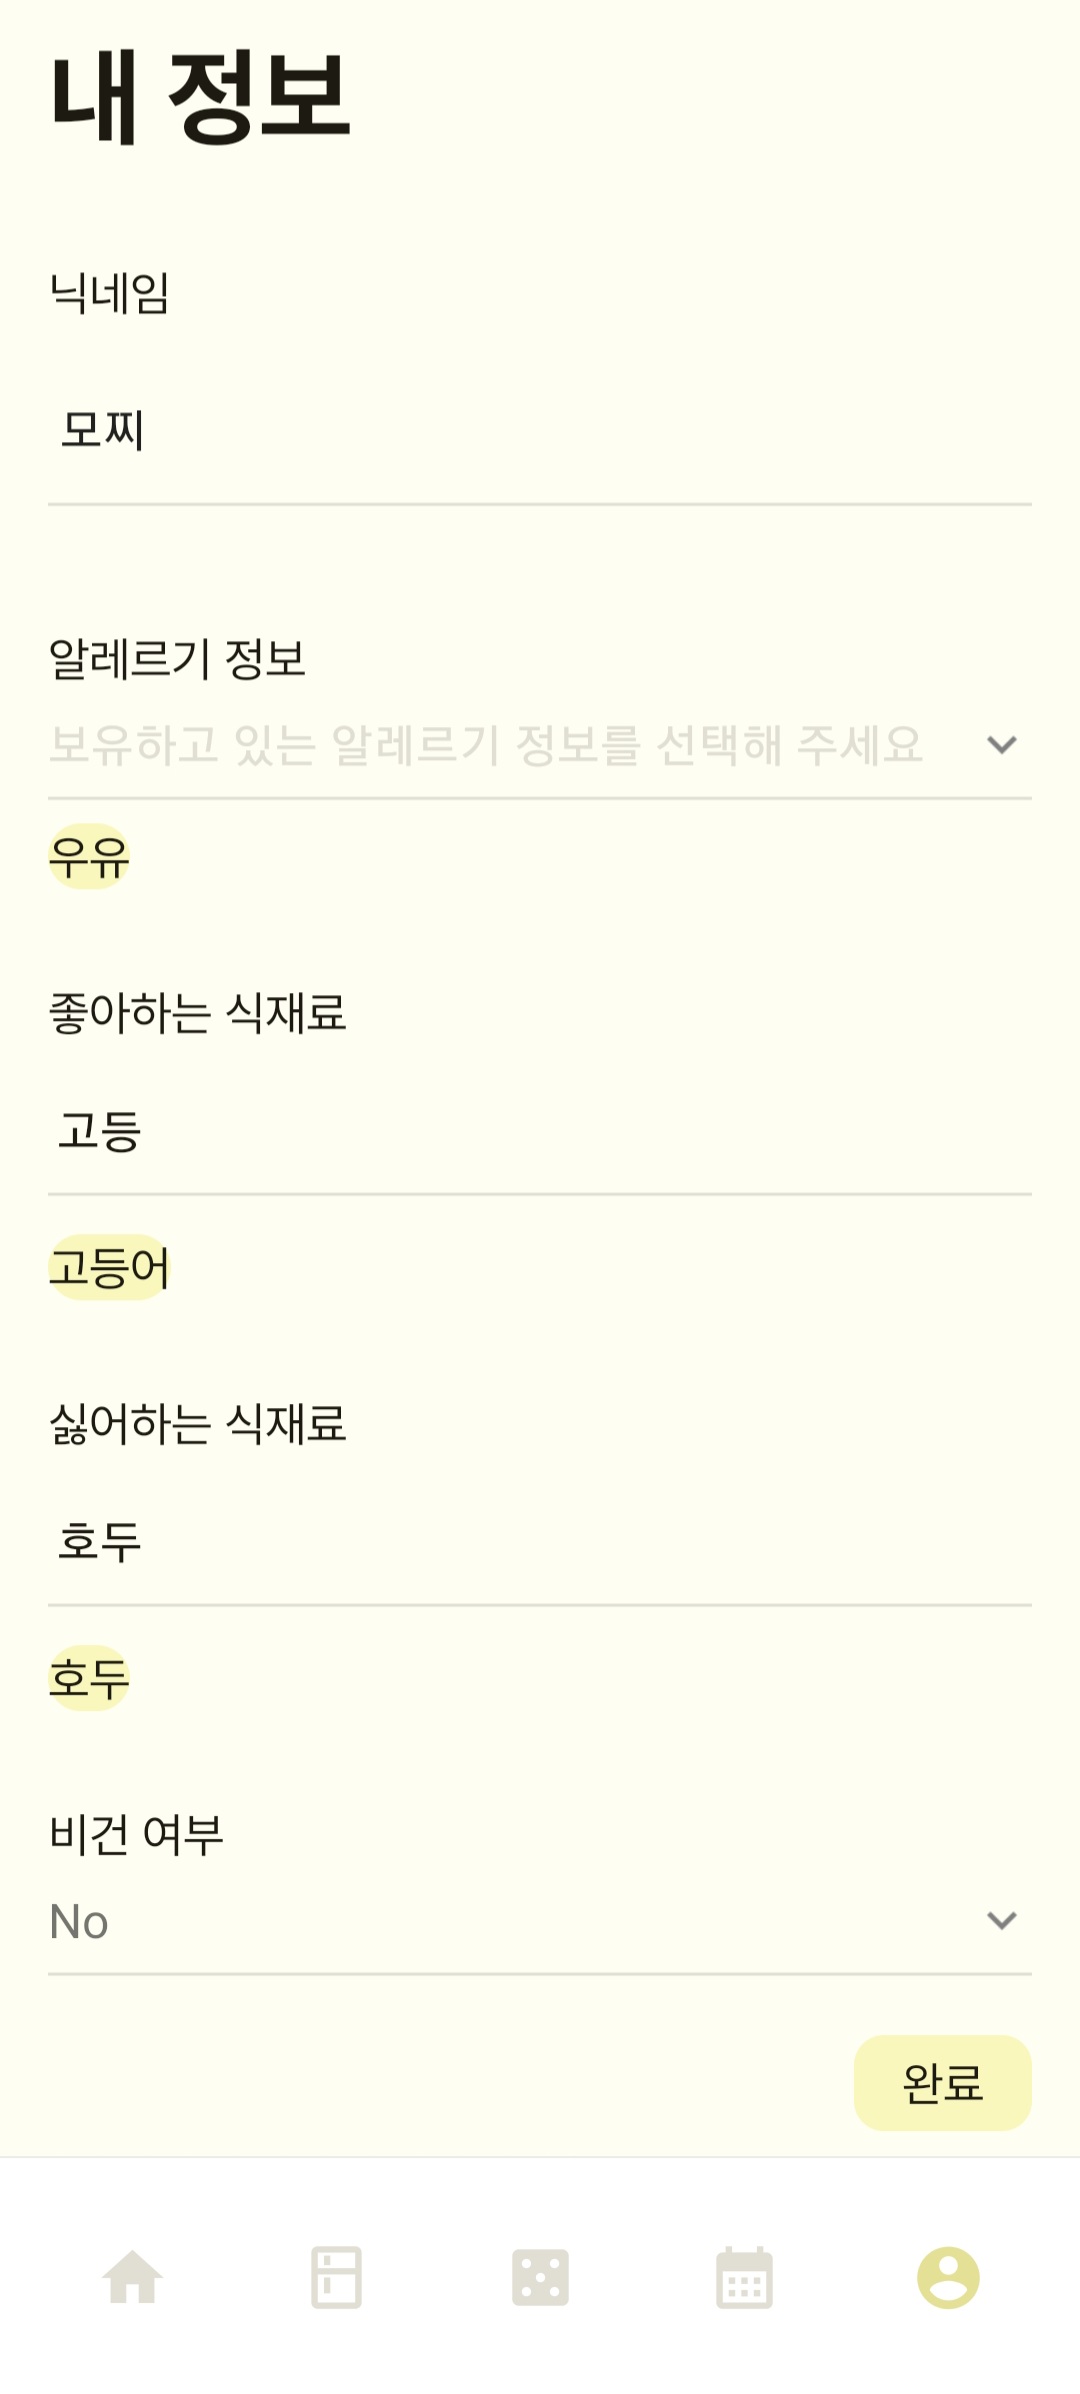 내 정보
닉네임
모찌
알레르기 정보
보유하고 있는 알레르기 정보를 선택해 주세요
우유
좋아하는 식재료
고등
고등어
싫어하는 식재료
호두
호두
비건 여부
No
완료